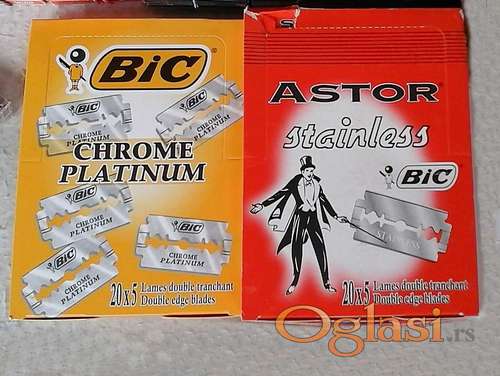 BiC
CHROME
PLATINUM
BiC
CHROME
PLATINUM
BiC
CHROME
PLATINUM
BiC
CHROME
PLATINUM
BiC
CHROME
PLATINUM
20x5 Lames double tranchant
Double edge blades
ASTOR
stainless
BiC
STAINLESS
20x5 Lames double tranchant
Double edge blades
Oglasi.rs